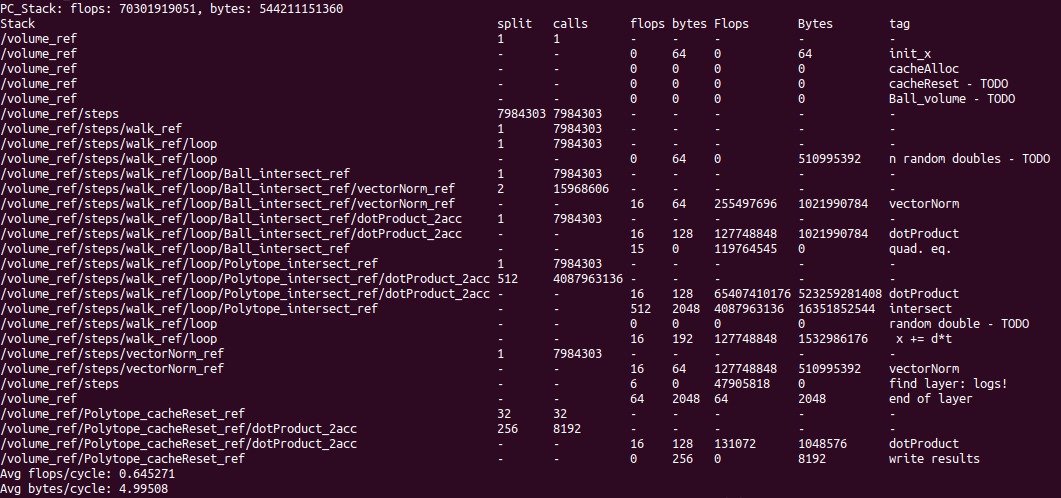 PC_Stack: flops: 70301919051, bytes: 544211151360
Stack split calls flops bytes Flops Bytes tag
/volume_ref 1 1 - - - - -
/volume_ref - - 0 64 0 64 init_x
/volume_ref - - 0 0 0 0 cacheAlloc
/volume_ref - - 0 0 0 0 cacheReset - TODO
/volume_ref - - 0 0 0 0 Ball_volume - TODO
/volume_ref/steps 7984303 7984303 - - - - -
/volume_ref/steps/walk_ref 1 7984303 - - - - -
/volume_ref/steps/walk_ref/loop 1 7984303 - - - - -
/volume_ref/steps/walk_ref/loop - - 0 64 0 510995392 n random doubles - TODO
/volume_ref/steps/walk_ref/loop/Ball_intersect_ref 1 7984303 - - - - -
/volume_ref/steps/walk_ref/loop/Ball_intersect_ref/vectorNorm_ref 2 15968606 - - - - -
/volume_ref/steps/walk_ref/loop/Ball_intersect_ref/vectorNorm_ref - - 16 64 255497696 1021990784 vectorNorm
/volume_ref/steps/walk_ref/loop/Ball_intersect_ref/dotProduct_2acc 1 7984303 - - - - -
/volume_ref/steps/walk_ref/loop/Ball_intersect_ref/dotProduct_2acc - - 16 128 127748848 1021990784 dotProduct
/volume_ref/steps/walk_ref/loop/Ball_intersect_ref - - 15 0 119764545 0 quad. eq.
/volume_ref/steps/walk_ref/loop/Polytope_intersect_ref 1 7984303 - - - - -
/volume_ref/steps/walk_ref/loop/Polytope_intersect_ref/dotProduct_2acc 512 4087963136 - - - - -
/volume_ref/steps/walk_ref/loop/Polytope_intersect_ref/dotProduct_2acc - - 16 128 65407410176 523259281408 dotProduct
/volume_ref/steps/walk_ref/loop/Polytope_intersect_ref - - 512 2048 4087963136 16351852544 intersect
/volume_ref/steps/walk_ref/loop - - 0 0 0 0 random double - TODO
/volume_ref/steps/walk_ref/loop - - 16 192 127748848 1532986176 x += d*t
/volume_ref/steps/vectorNorm_ref 1 7984303 - - - - -
/volume_ref/steps/vectorNorm_ref - - 16 64 127748848 510995392 vectorNorm
/volume_ref/steps - - 6 0 47905818 0 find layer: logs!
/volume_ref - - 64 2048 64 2048 end of layer
/volume_ref/Polytope_cacheReset_ref 32 32 - - - - -
/volume_ref/Polytope_cacheReset_ref/dotProduct_2acc 256 8192 - - - - -
/volume_ref/Polytope_cacheReset_ref/dotProduct_2acc - - 16 128 131072 1048576 dotProduct
/volume_ref/Polytope_cacheReset_ref - - 0 256 0 8192 write results
Avg flops/cycle: 0.645271
Avg bytes/cycle: 4.99508